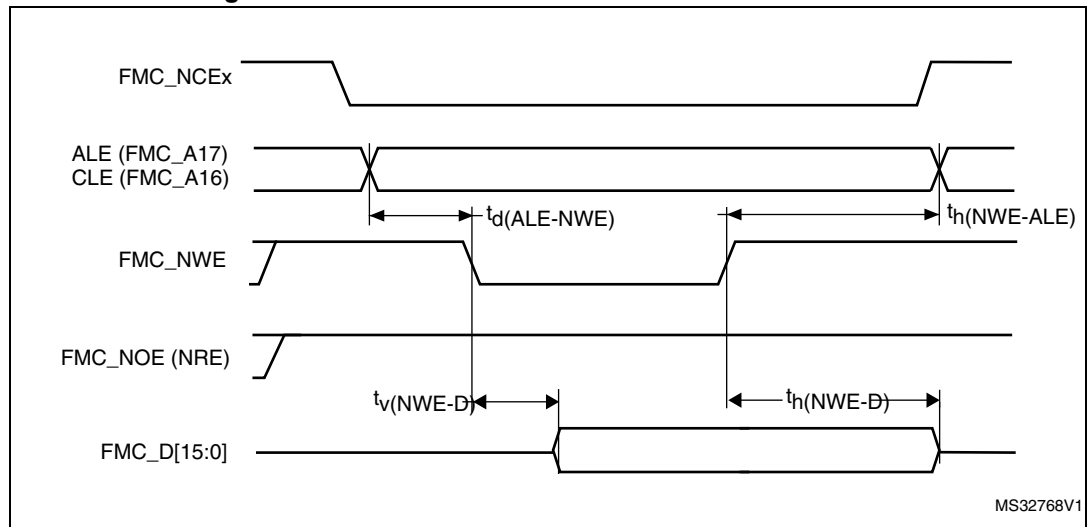 FMC_NCEx
ALE (FMC_A17)
CLE (FMC_A16)
td(ALE-NWE)
th(NWE-ALE)
FMC_NWE
FMC_NOE (NRE)
tv(NWE-D)
th(NWE-D)
FMC_D[15:0]
MS32768V1